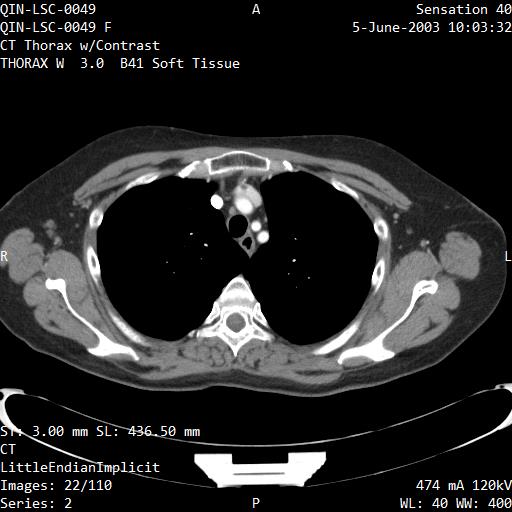 QIN-LSC-0049 A Sensation 40
QIN-LSC-0049 F 5-June-2003 10:03:32
CT Thorax w/Contrast
THORAX W 3.0 B41 Soft Tissue
R L
ST: 3.00 mm SL: 436.50 mm
CT
LittleEndianImplicit
Images: 22/110 474 mA 120kV
Series: 2 P WL: 40 WW: 400